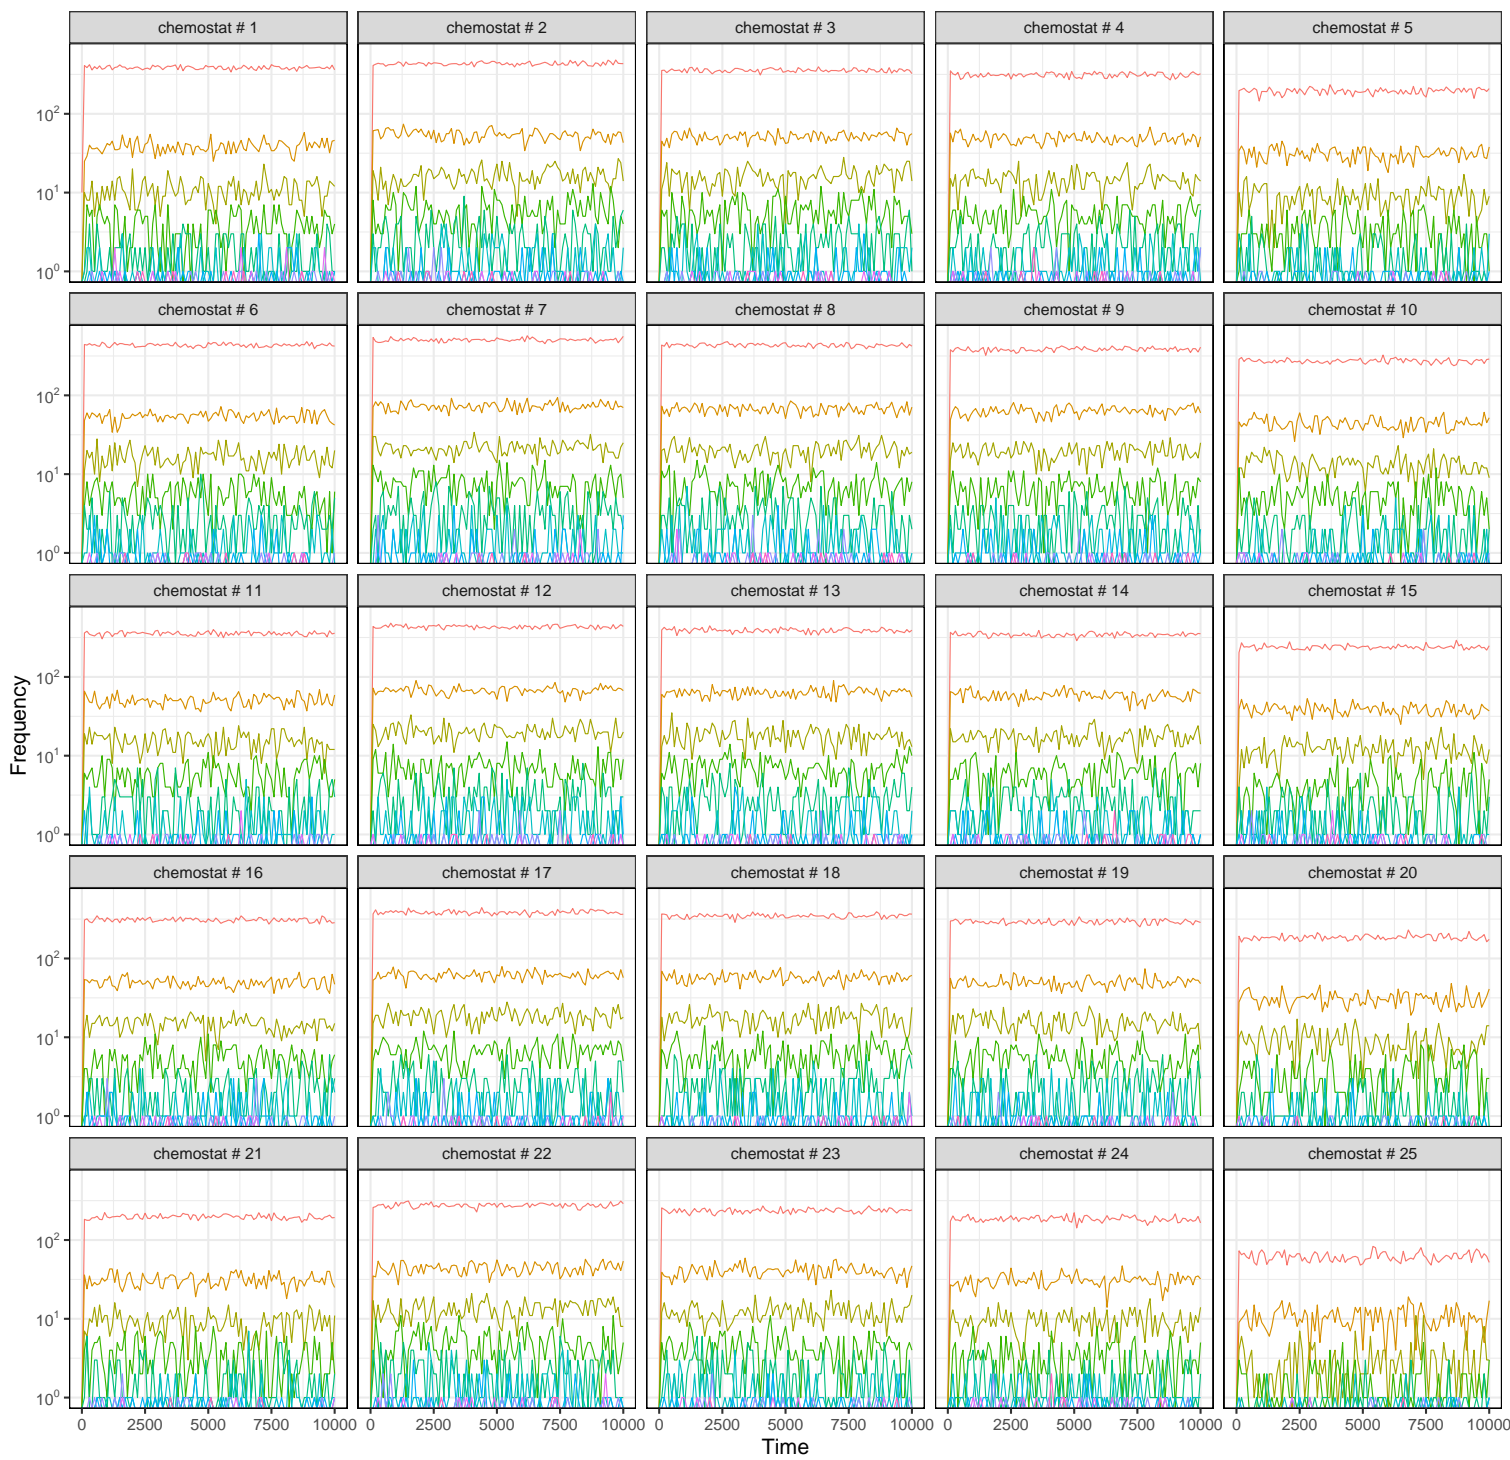 chemostat # 1 chemostat # 2 chemostat # 3 chemostat # 4 chemostat # 5
10²
10¹
10⁰
chemostat # 6 chemostat # 7 chemostat # 8 chemostat # 9 chemostat # 10
10²
10¹
10⁰
chemostat # 11 chemostat # 12 chemostat # 13 chemostat # 14 chemostat # 15
10²
10¹
10⁰
Frequency
chemostat # 16 chemostat # 17 chemostat # 18 chemostat # 19 chemostat # 20
10²
10¹
10⁰
chemostat # 21 chemostat # 22 chemostat # 23 chemostat # 24 chemostat # 25
10²
10¹
10⁰
0 2500 5000 7500 10000 0 2500 5000 7500 10000 0 2500 5000 7500 10000 0 2500 5000 7500 10000 0 2500 5000 7500 10000
Time